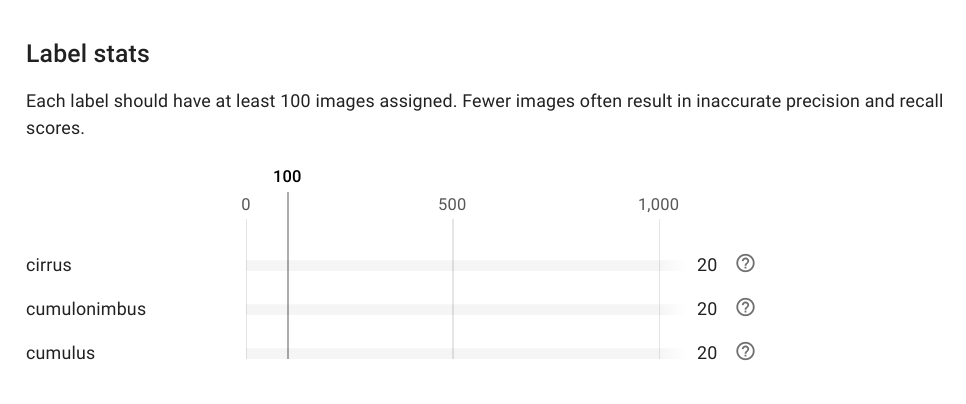 Label stats
Each label should have at least 100 images assigned. Fewer images often result in inaccurate precision and recall
scores.
100
0 500 1,000
cirrus 20 ?
cumulonimbus 20 ?
cumulus 20 ?